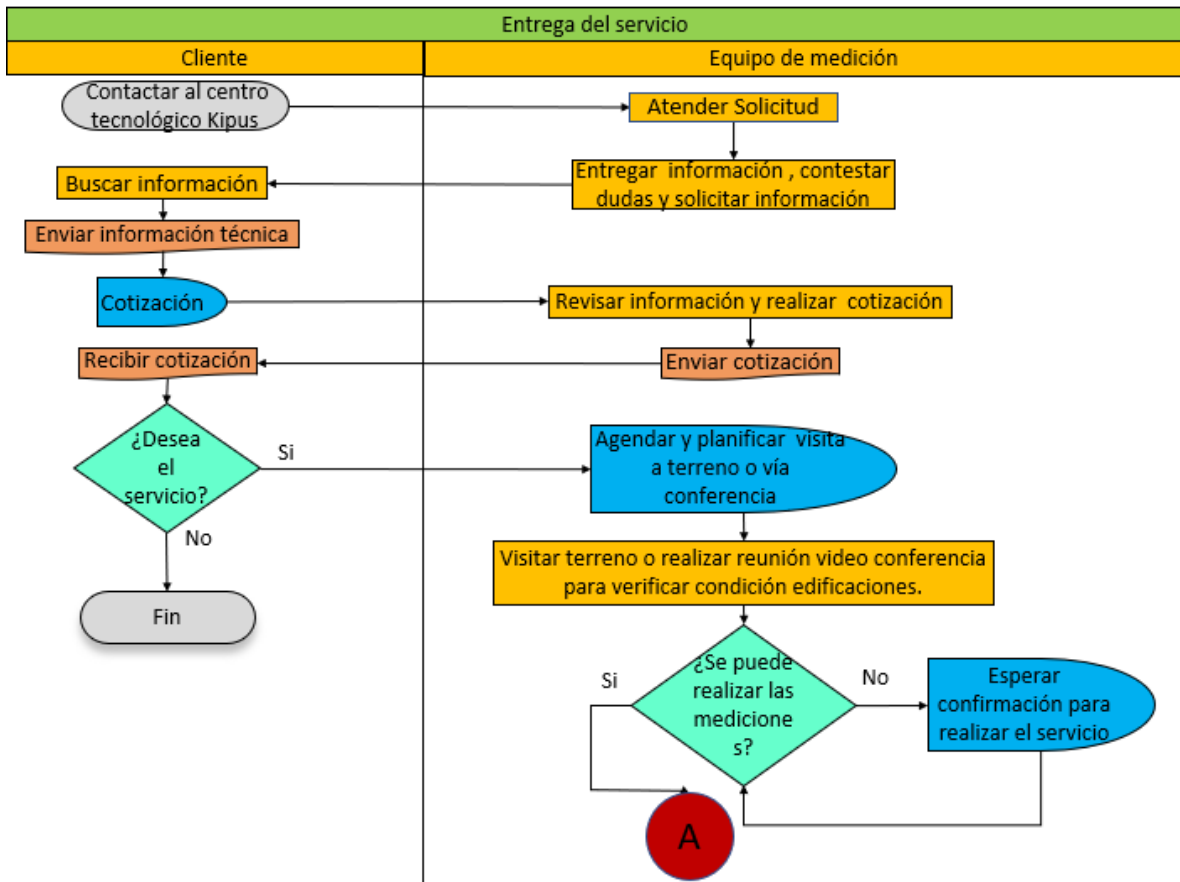 Entrega del servicio
Cliente
Equipo de medición
Contactar al centro
tecnológico Kipus
Atender Solicitud
Entregar información , contestar
dudas y solicitar información
Buscar información
Enviar información técnica
Cotización
Revisar información y realizar cotización
Enviar cotización
Recibir cotización
¿Desea
el
servicio?
Si
No
Fin
Agendar y planificar visita
a terreno o vía
conferencia
Visitar terreno o realizar reunión video conferencia
para verificar condición edificaciones.
¿Se puede
realizar las
medicione
s?
Si
No
Esperar
confirmación para
realizar el servicio
A